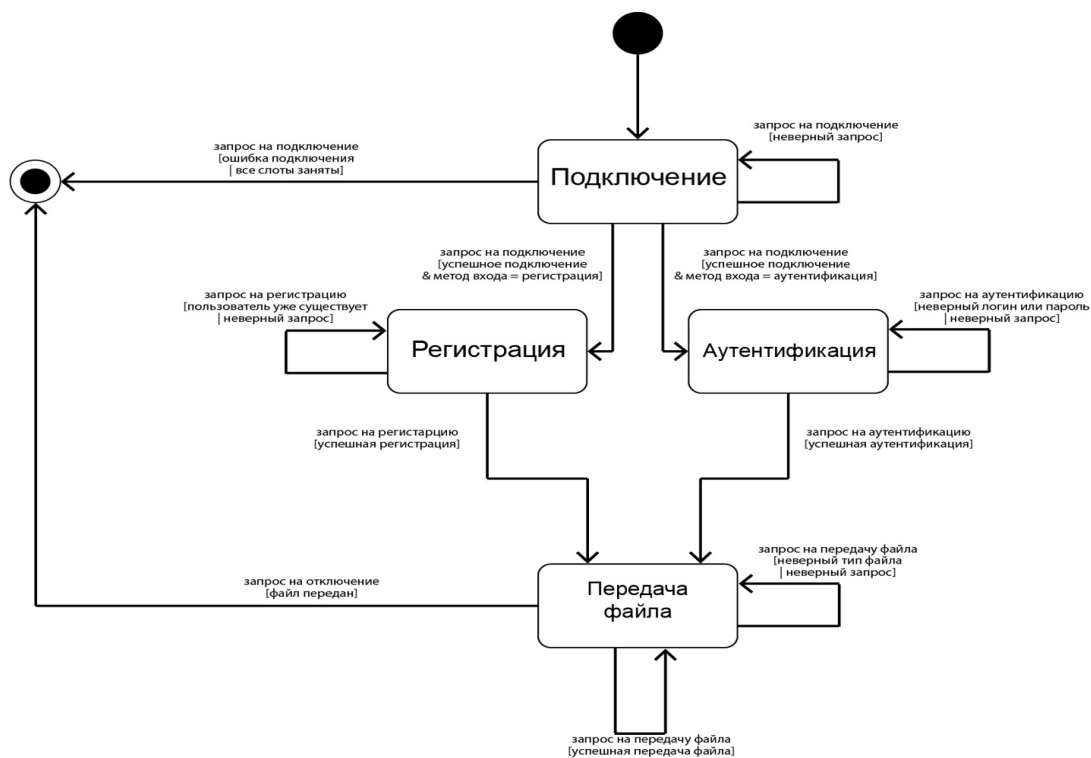 запрос на подключение
[неверный запрос]
запрос на подключение
[ошибка подключения
| все слоты заняты]
Подключение
запрос на подключение
[успешное подключение
& метод входа = регистрация]
запрос на подключение
[успешное подключение
& метод входа = аутентификация]
запрос на регистрацию
[пользователь уже существует
| неверный запрос]
запрос на аутентификацию
[неверный логин или пароль
| неверный запрос]
Регистрация
Аутентификация
запрос на регистарцию
[успешная регистрация]
запрос на аутентификацию
[успешная аутентификация]
запрос на передачу файла
[неверный тип файла
| неверный запрос]
запрос на отключение
[файл передан]
Передача
файла
запрос на передачу файла
[успешная передача файла]